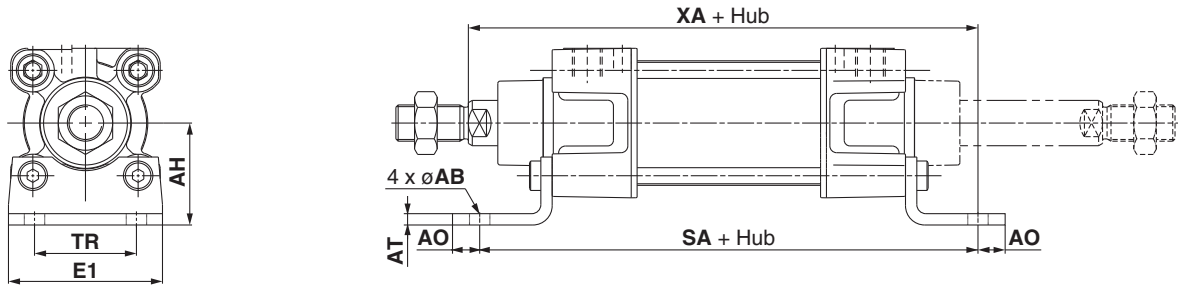 XA + Hub
AH
4 x øAB
TR
E1
AT
AO
SA + Hub
AO